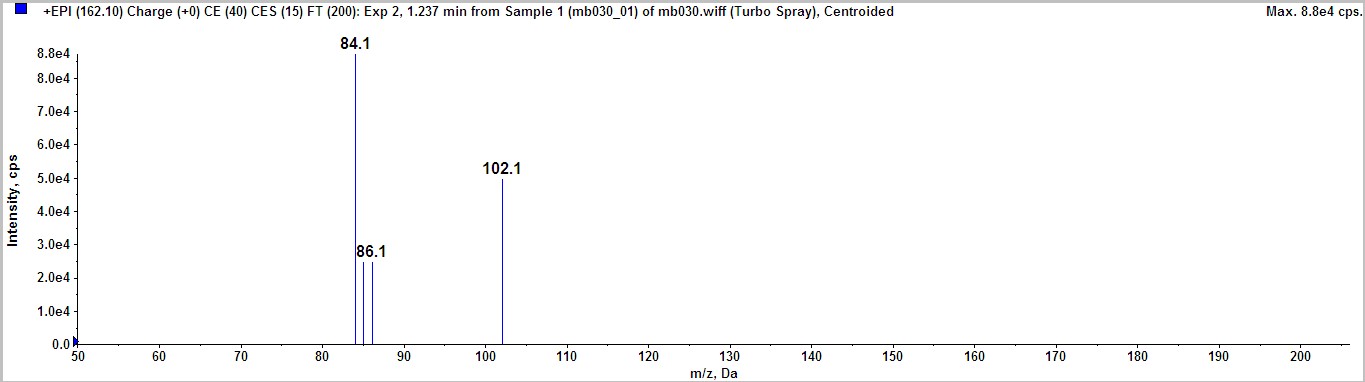 +EPI (162.10) Charge (+0) CE (40) CES (15) FT (200): Exp 2, 1.237 min from Sample 1 (mb030_01) of mb030.wiff (Turbo Spray), Centroided
Max. 8.8e4 cps.
84.1
8.8e4
8.0e4
7.0e4
6.0e4
5.0e4
4.0e4
3.0e4
2.0e4
1.0e4
0.0
Intensity, cps
102.1
86.1
50 60 70 80 90 100 110 120 130 140 150 160 170 180 190 200
m/z, Da